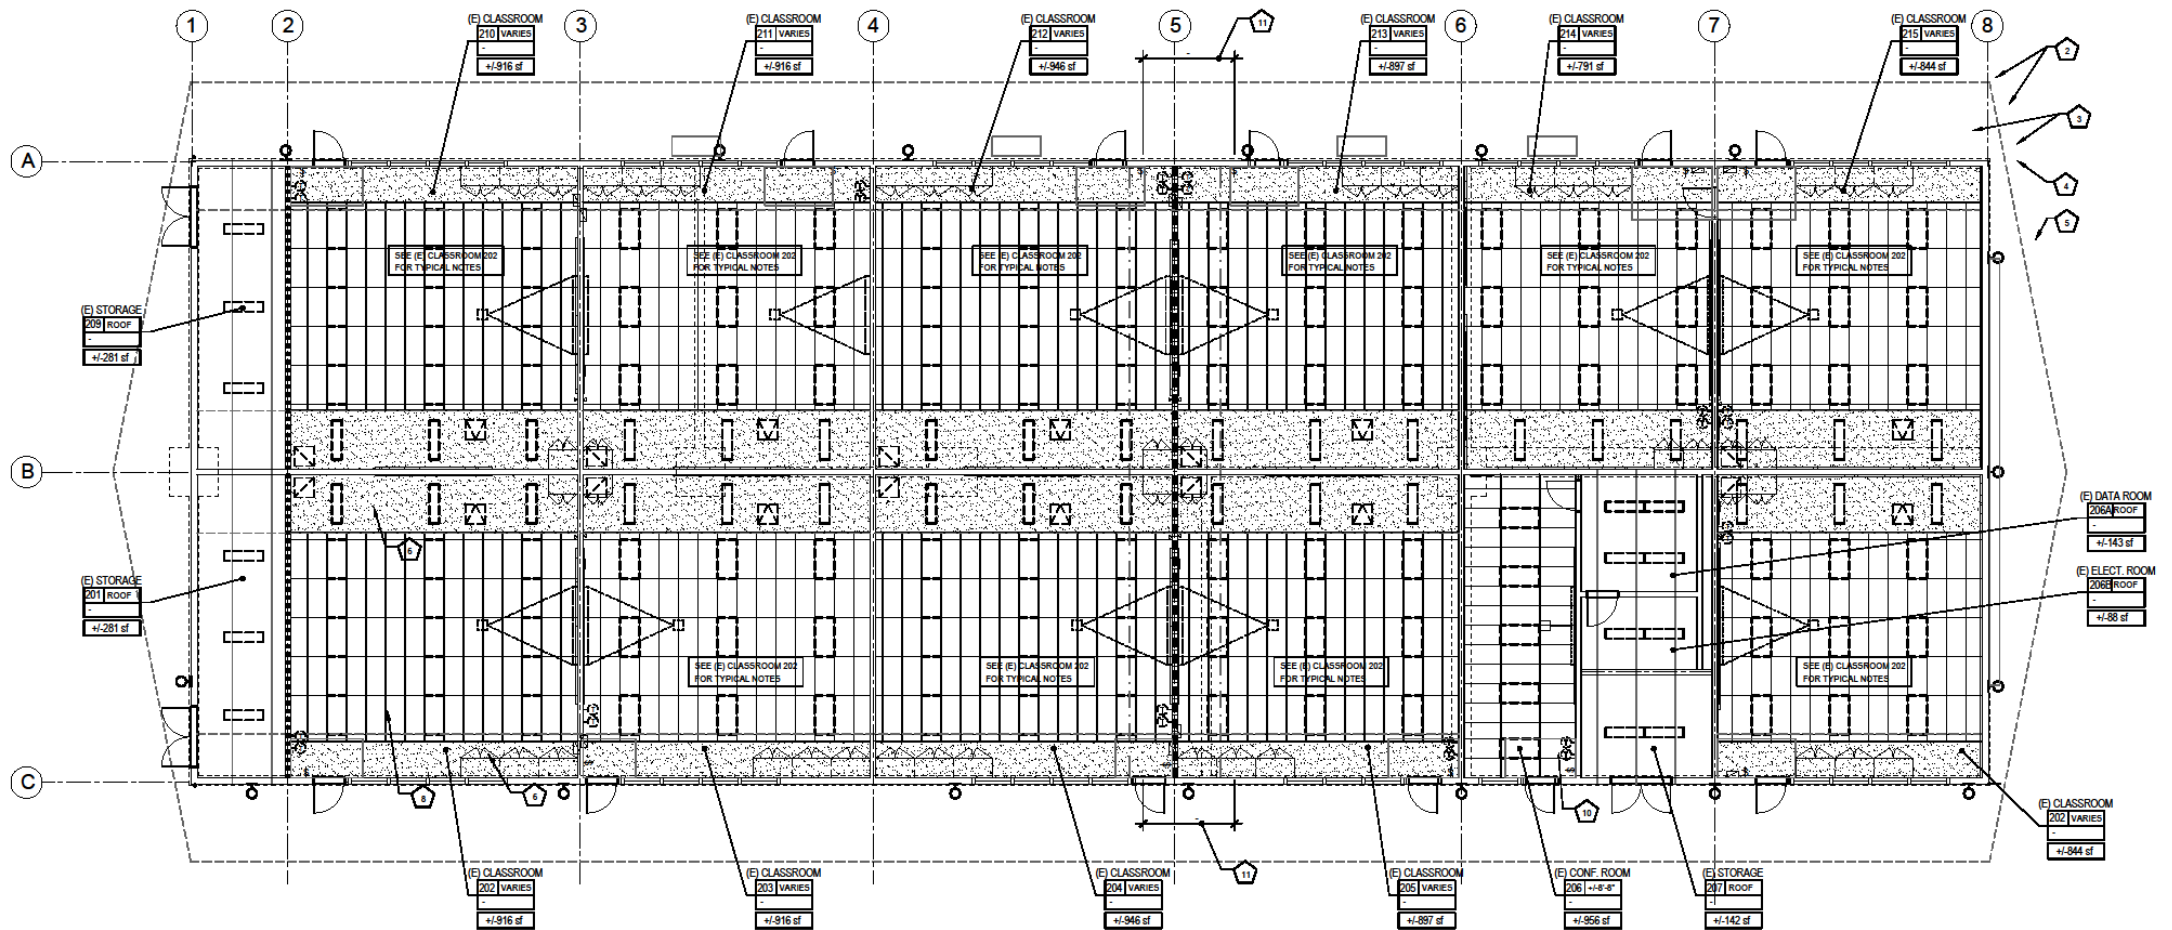 1
2
3
4
5
6
7
8
A
B
C
(E) CLASSROOM
210 VARIES
-
+/-916 sf
(E) CLASSROOM
211 VARIES
-
+/-916 sf
(E) CLASSROOM
212 VARIES
-
+/-946 sf
11
(E) CLASSROOM
213 VARIES
-
+/-897 sf
(E) CLASSROOM
214 VARIES
-
+/-791 sf
(E) CLASSROOM
215 VARIES
-
+/-844 sf
2
3
4
5
SEE (E) CLASSROOM 202
FOR TYPICAL NOTES
SEE (E) CLASSROOM 202
FOR TYPICAL NOTES
SEE (E) CLASSROOM 202
FOR TYPICAL NOTES
SEE (E) CLASSROOM 202
FOR TYPICAL NOTES
SEE (E) CLASSROOM 202
FOR TYPICAL NOTES
SEE (E) CLASSROOM 202
FOR TYPICAL NOTES
(E) STORAGE
209 ROOF
-
+/-281 sf
(E) STORAGE
201 ROOF
-
+/-281 sf
6
(E) DATA ROOM
206A ROOF
-
+/-143 sf
(E) ELECT. ROOM
206B ROOF
-
+/-88 sf
SEE (E) CLASSROOM 202
FOR TYPICAL NOTES
SEE (E) CLASSROOM 202
FOR TYPICAL NOTES
SEE (E) CLASSROOM 202
FOR TYPICAL NOTES
SEE (E) CLASSROOM 202
FOR TYPICAL NOTES
8
6
10
11
(E) CLASSROOM
202 VARIES
-
+/-844 sf
(E) CLASSROOM
202 VARIES
-
+/-916 sf
(E) CLASSROOM
203 VARIES
-
+/-916 sf
(E) CLASSROOM
204 VARIES
-
+/-946 sf
(E) CLASSROOM
205 VARIES
-
+/-897 sf
(E) CONF. ROOM
206 +/-8'-8"
-
+/-956 sf
(E) STORAGE
207 ROOF
-
+/-142 sf